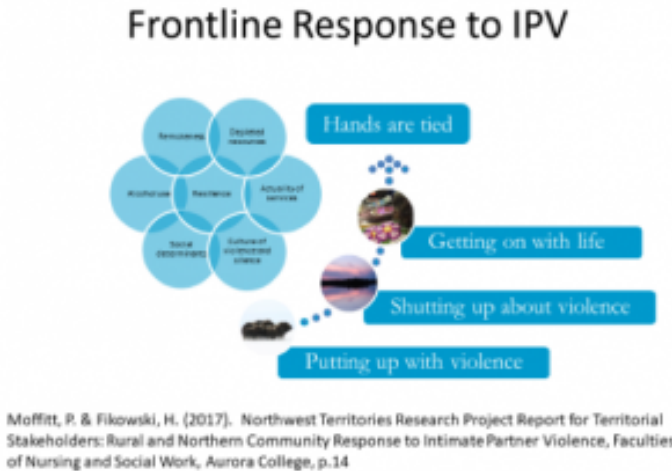 Frontline Response to IPV
Remoteness
Depleted
resources
Hands are tied
Alcohol use
Resilience
Actuality of
services
Social
determinants
Culture of
violence and
silence
Getting on with life
Shutting up about violence
Putting up with violence
Moffitt, P. & Fikowski, H. (2017). Northwest Territories Research Project Report for Territorial
Stakeholders: Rural and Northern Community Response to Intimate Partner Violence, Faculties
of Nursing and Social Work, Aurora College, p.14